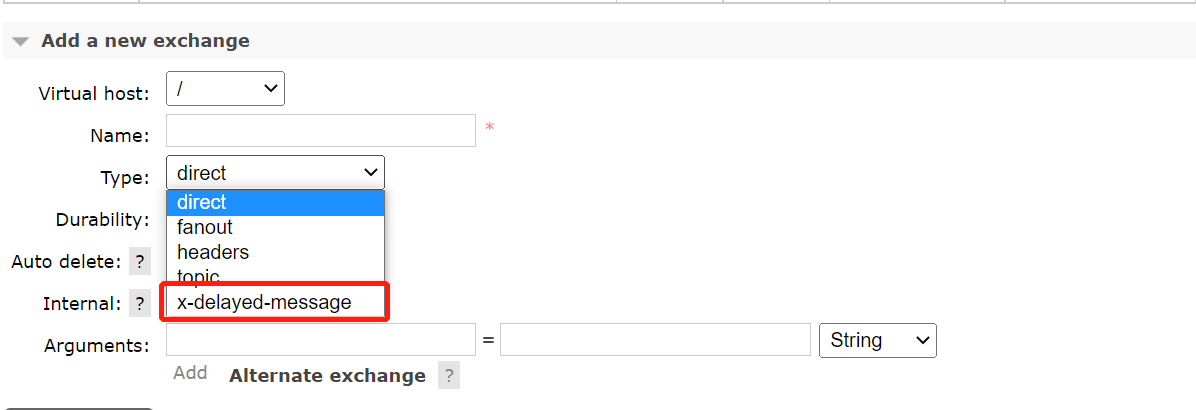 Add a new exchange
Virtual host: /
Name: *
Type: direct
direct
Durability:
fanout
headers
Auto delete: ?
topic
Internal: ?
x-delayed-message
Arguments: = String
Add Alternate exchange ?